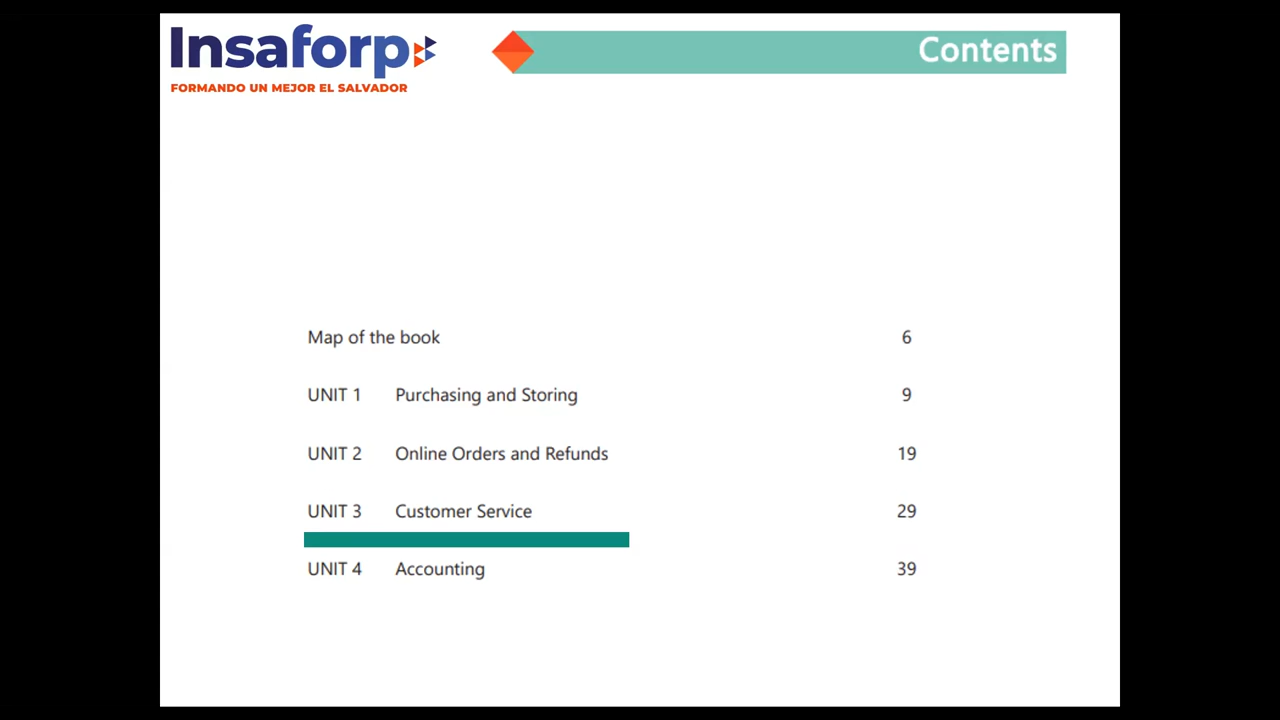 Insaforp
FORMANDO UN MEJOR EL SALVADOR
Contents
Map of the book 6
UNIT 1 Purchasing and Storing 9
UNIT 2 Online Orders and Refunds 19
UNIT 3 Customer Service 29
UNIT 4 Accounting 39